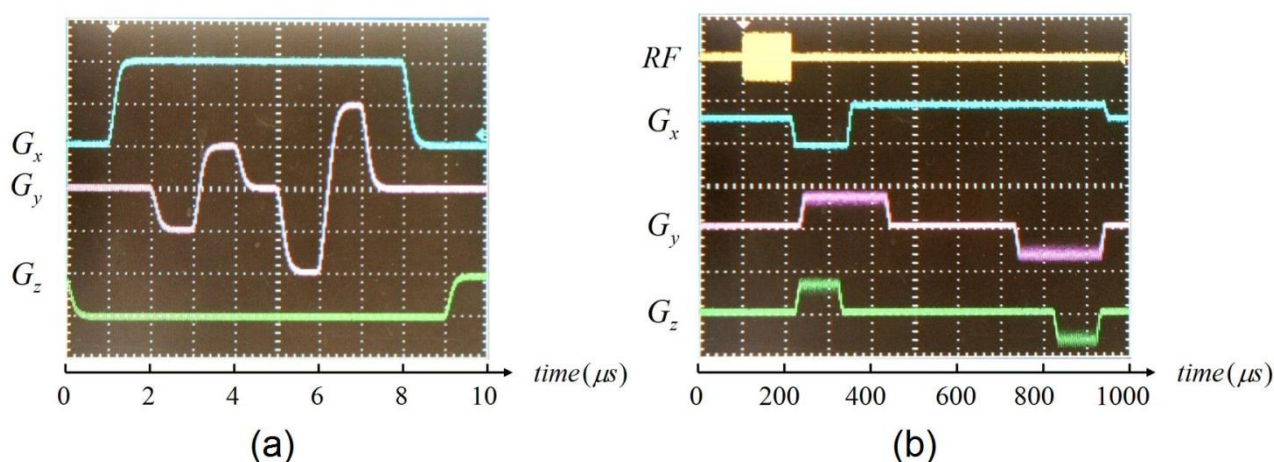 G_x
G_y
G_z
0 2 4 6 8 10 time(μs)
(a)
RF
G_x
G_y
G_z
0 200 400 600 800 1000 time(μs)
(b)